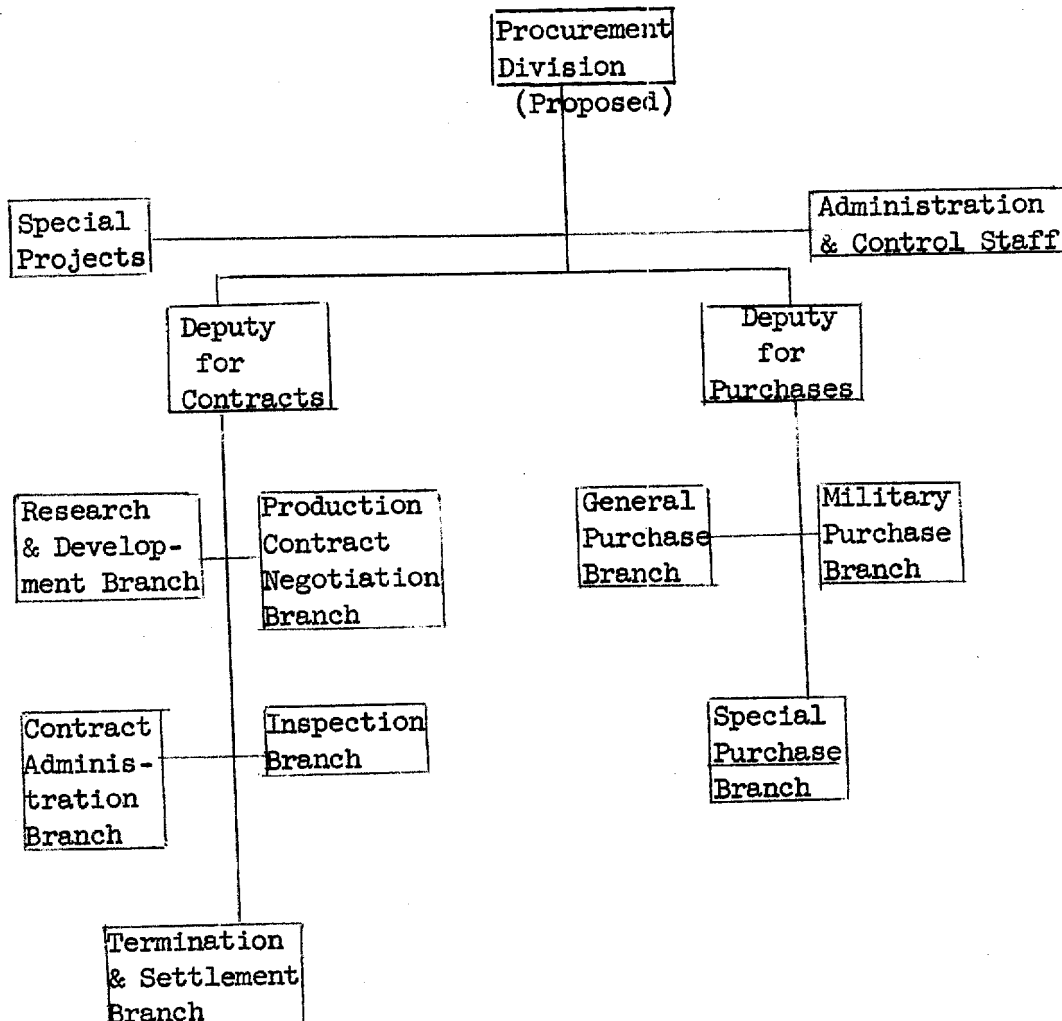 Procurement
Division
(Proposed)
Special
Projects
Administration
& Control Staff
Deputy
for
Contracts
Deputy
for
Purchases
Research
& Develop-
ment Branch
Production
Contract
Negotiation
Branch
General
Purchase
Branch
Military
Purchase
Branch
Contract
Adminis-
tration
Branch
Inspection
Branch
Special
Purchase
Branch
Termination
& Settlement
Branch